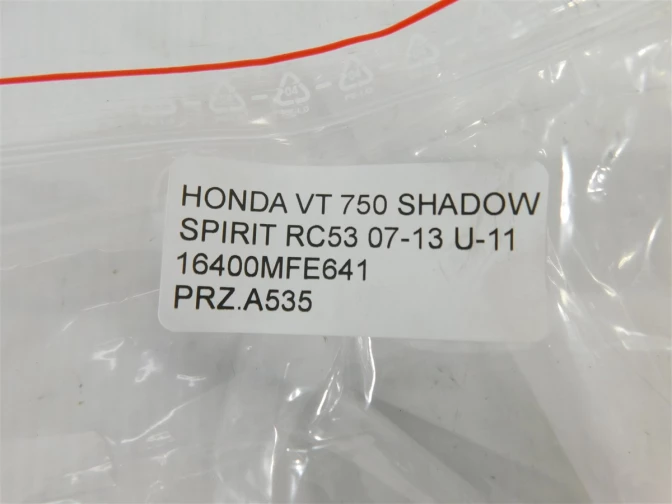 HONDA VT 750 SHADOW
SPIRIT RC53 07-13 U-11
16400MFE641
PRZ.A535